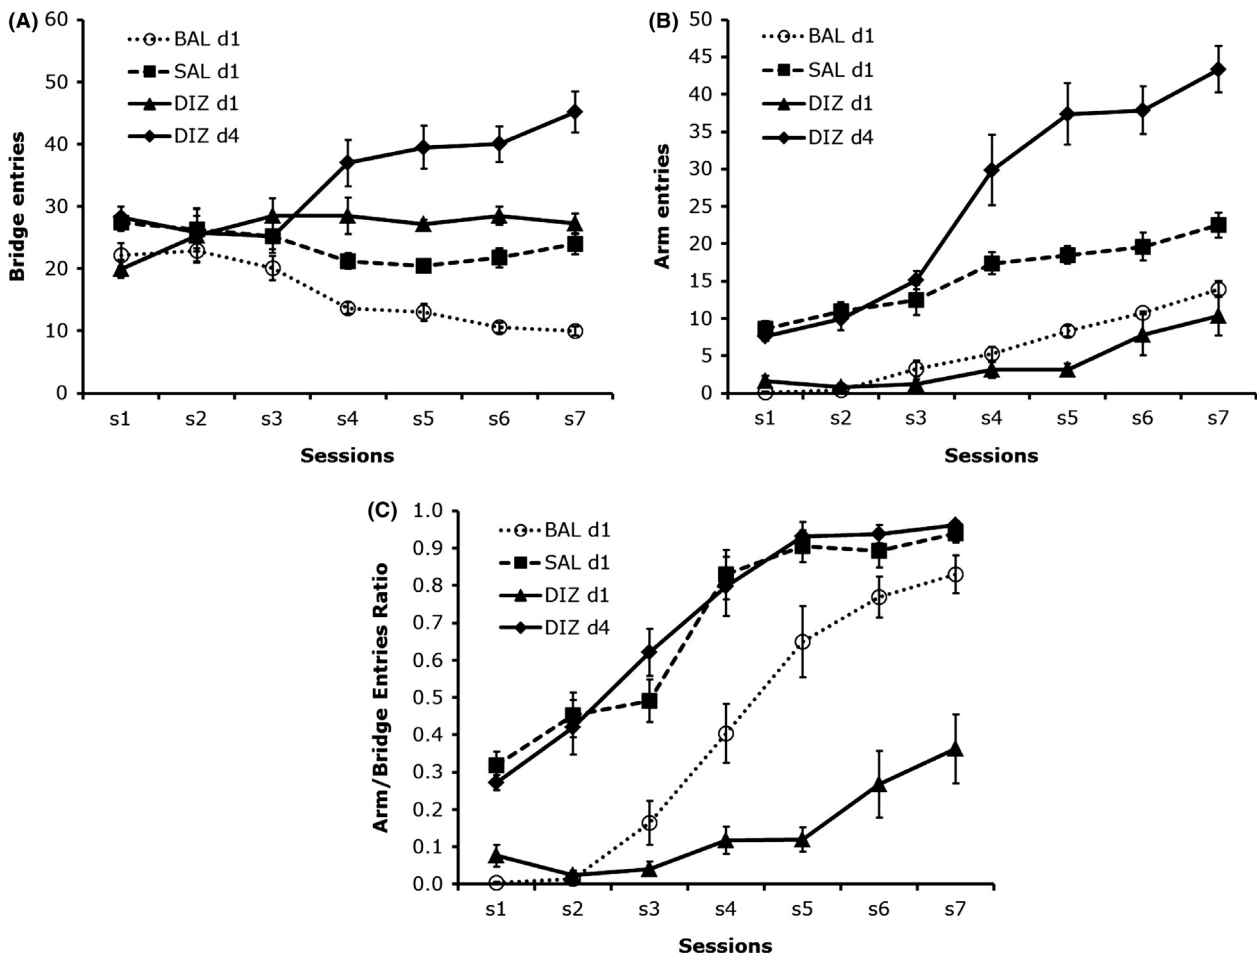 (A)
60
50
40
30
20
10
0
Bridge entries
BAL d1
SAL d1
DIZ d1
DIZ d4
s1 s2 s3 s4 s5 s6 s7
Sessions
(B)
50
45
40
35
30
25
20
15
10
5
0
Arm entries
BAL d1
SAL d1
DIZ d1
DIZ d4
s1 s2 s3 s4 s5 s6 s7
Sessions
(C)
1.0
0.9
0.8
0.7
0.6
0.5
0.4
0.3
0.2
0.1
0.0
Arm/Bridge Entries Ratio
BAL d1
SAL d1
DIZ d1
DIZ d4
s1 s2 s3 s4 s5 s6 s7
Sessions